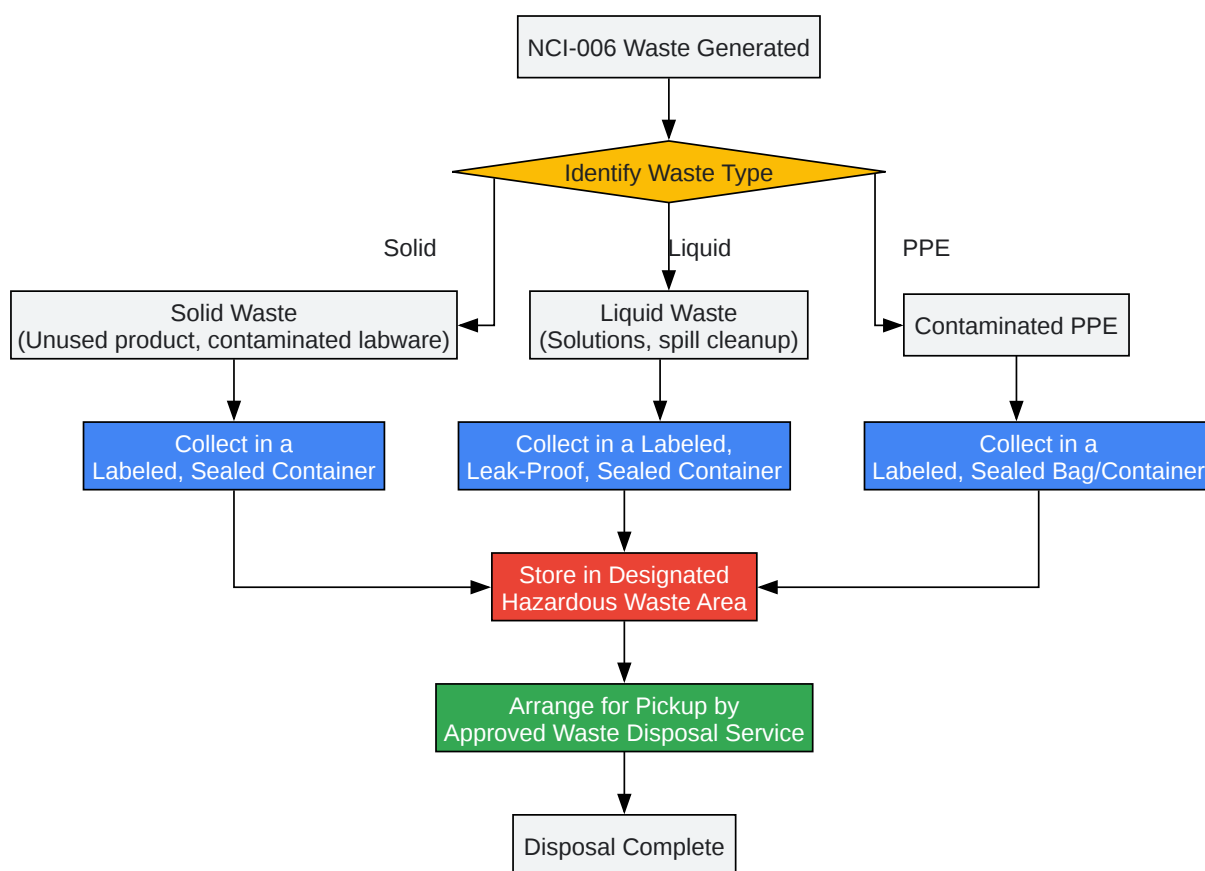 NCI-006 Waste Generated
Identify Waste Type
Solid
Liquid
PPE
Solid Waste
(Unused product, contaminated labware)
Liquid Waste
(Solutions, spill cleanup)
Contaminated PPE
Collect in a
Labeled, Sealed Container
Collect in a Labeled,
Leak-Proof, Sealed Container
Collect in a
Labeled, Sealed Bag/Container
Store in Designated
Hazardous Waste Area
Arrange for Pickup by
Approved Waste Disposal Service
Disposal Complete